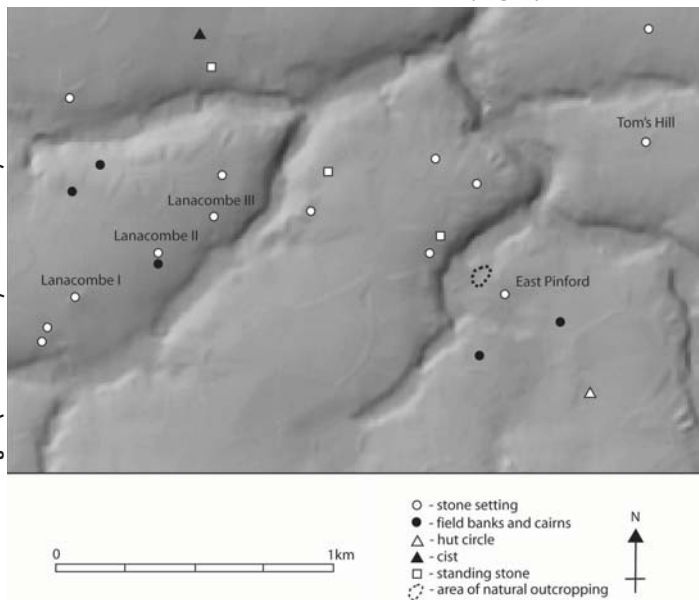 Tom's Hill
Lanacombe III
Lanacombe II
Lanacombe I
East Pinford
- stone setting
- field banks and cairns
- hut circle
- cist
- standing stone
- area of natural outcropping
N
0 1km